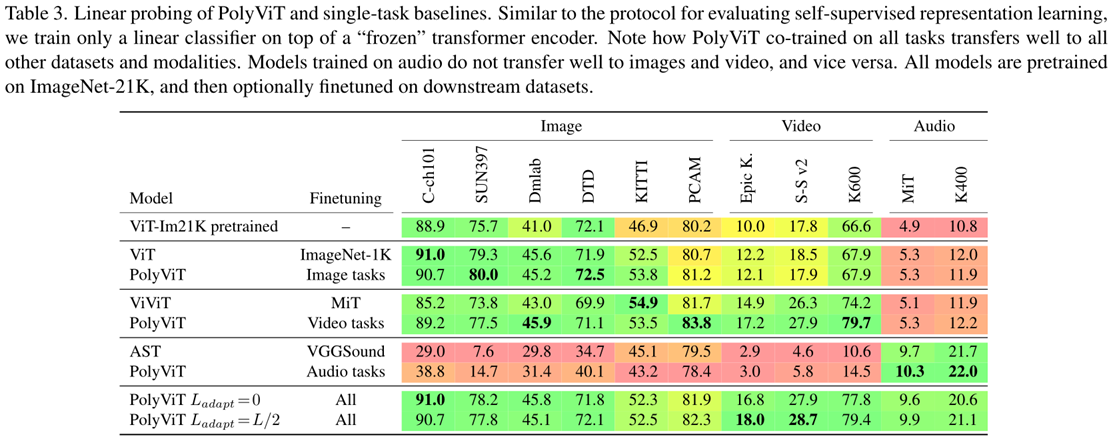 Table 3. Linear probing of PolyViT and single-task baselines. Similar to the protocol for evaluating self-supervised representation learning,
we train only a linear classifier on top of a “frozen” transformer encoder. Note how PolyViT co-trained on all tasks transfers well to all
other datasets and modalities. Models trained on audio do not transfer well to images and video, and vice versa. All models are pretrained
on ImageNet-21K, and then optionally finetuned on downstream datasets.
Image Video Audio
Model Finetuning C-ch101 SUN397 Dmlab DTD KITTI PCAM Epic K. S-S v2 K600 MiT K400
ViT-Im21K pretrained – 88.9 75.7 41.0 72.1 46.9 80.2 10.0 17.8 66.6 4.9 10.8
ViT ImageNet-1K 91.0 79.3 45.6 71.9 52.5 80.7 12.2 18.5 67.9 5.3 12.0
PolyViT Image tasks 90.7 80.0 45.2 72.5 53.8 81.2 12.1 17.9 67.9 5.3 11.9
ViViT MiT 85.2 73.8 43.0 69.9 54.9 81.7 14.9 26.3 74.2 5.1 11.9
PolyViT Video tasks 89.2 77.5 45.9 71.1 53.5 83.8 17.2 27.9 79.7 5.3 12.2
AST VGGSound 29.0 7.6 29.8 34.7 45.1 79.5 2.9 4.6 10.6 9.7 21.7
PolyViT Audio tasks 38.8 14.7 31.4 40.1 43.2 78.4 3.0 5.8 14.5 10.3 22.0
PolyViT L_adapt=0 All 91.0 78.2 45.8 71.8 52.3 81.9 16.8 27.9 77.8 9.6 20.6
PolyViT L_adapt=L/2 All 90.7 77.8 45.1 72.1 52.5 82.3 18.0 28.7 79.4 9.9 21.1